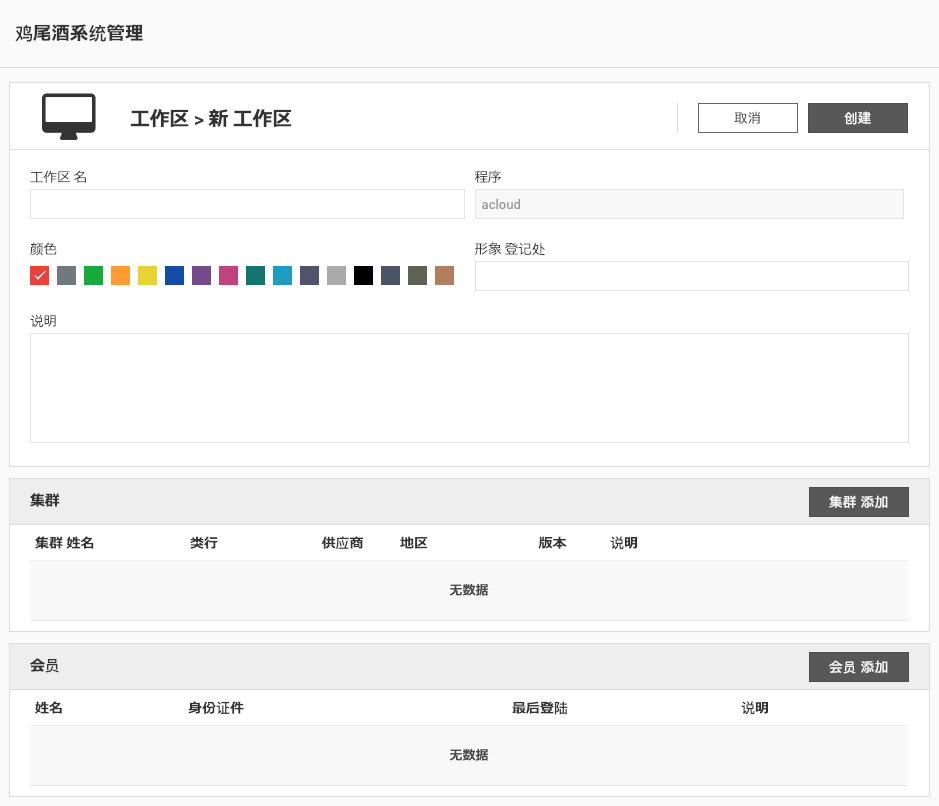 鸡尾酒系统管理
工作区 > 新 工作区
取消
创建
工作区 名
程序
acloud
颜色
形象 登记处
说明
集群
集群 添加
集群 姓名 类行 供应商 地区 版本 说明
无数据
会员
会员 添加
姓名 身份证件 最后登陆 说明
无数据